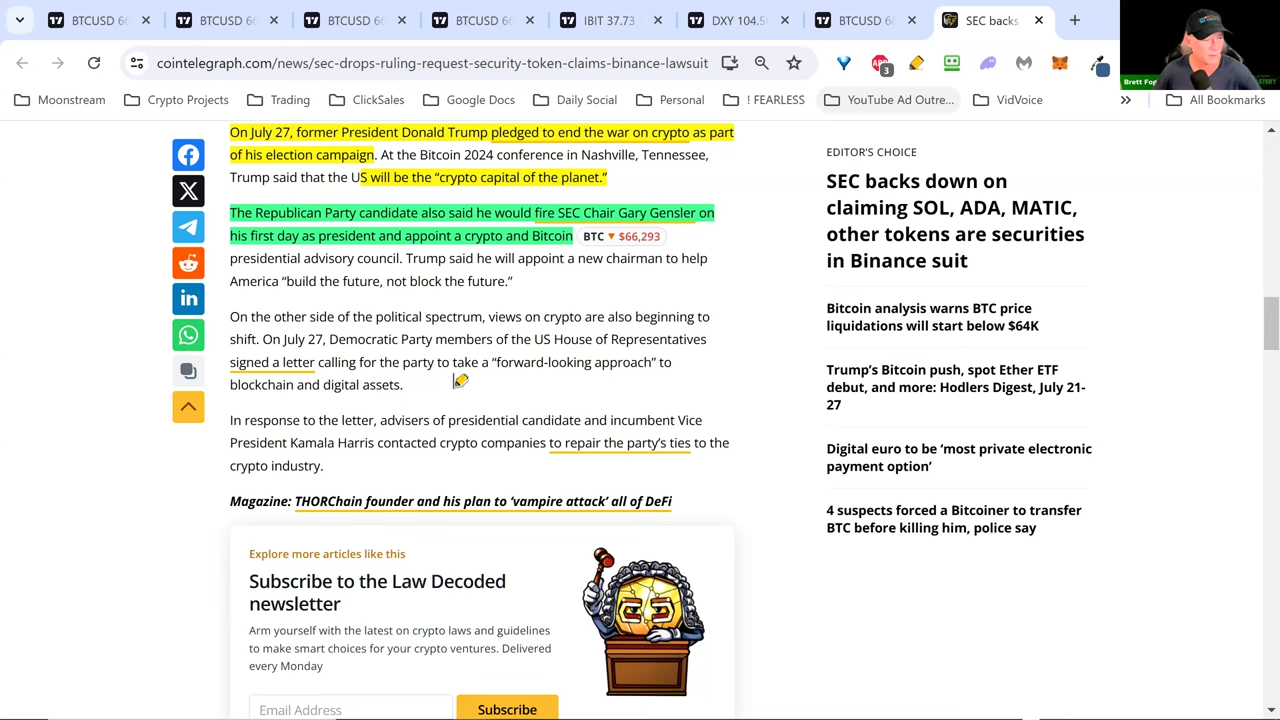 BTCUSD 66
BTCUSD
BTCUSD 66
BTCUSD 66
IBIT 37.73
DXY 104.5
BTCUSD 66
SEC backs
cointelegraph.com/news/sec-drops-ruling-request-security-token-claims-binance-lawsuit
3
Brett Fog
Moonstream
Crypto Projects
Trading
ClickSales
Google Docs
Daily Social
Personal
! FEARLESS
YouTube Ad Outre...
VidVoice
All Bookmarks
On July 27, former President Donald Trump pledged to end the war on crypto as part
of his election campaign. At the Bitcoin 2024 conference in Nashville, Tennessee,
Trump said that the US will be the “crypto capital of the planet.”
The Republican Party candidate also said he would fire SEC Chair Gary Gensler on
his first day as president and appoint a crypto and Bitcoin BTC ▼ $66,293
presidential advisory council. Trump said he will appoint a new chairman to help
America “build the future, not block the future.”
On the other side of the political spectrum, views on crypto are also beginning to
turn. On July 27, Democratic Party members of the US House of Representatives
signed a letter calling for the party to take a “forward-looking approach” to
blockchain and digital assets.
In response to the letter, advisers of presidential candidate and incumbent Vice
President Kamala Harris contacted crypto companies to repair the party’s ties to the
crypto industry.
Magazine: THORChain founder and his plan to ‘vampire attack’ all of DeFi
Explore more articles like this
Subscribe to the Law Decoded
newsletter
Arm yourself with the latest on crypto laws and guidelines
to make smart choices for your crypto ventures. Delivered
every Monday
Email Address
Subscribe
EDITOR’S CHOICE
SEC backs down on
claiming SOL, ADA, MATIC,
other tokens are securities
in Binance suit
Bitcoin analysis warns BTC price
liquidations will start below $64K
Trump’s Bitcoin push, spot Ether ETF
debut, and more: Hodlers Digest, July 21-
27
Digital euro to be ‘most private electronic
payment option’
4 suspects forced a Bitcoiner to transfer
BTC before killing him, police say